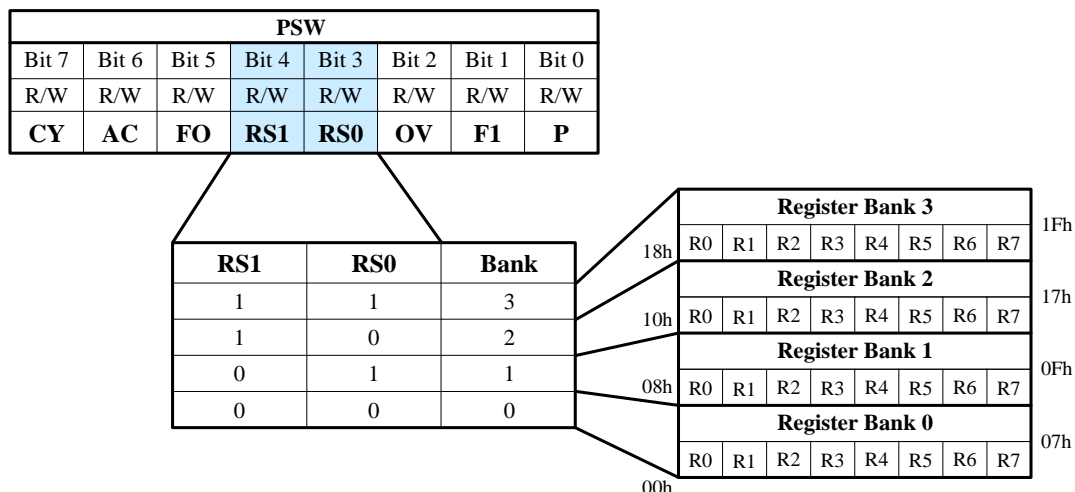 PSW
Bit 7 Bit 6 Bit 5 Bit 4 Bit 3 Bit 2 Bit 1 Bit 0
R/W R/W R/W R/W R/W R/W R/W R/W
CY AC FO RS1 RS0 OV F1 P
RS1 RS0 Bank
1 1 3
1 0 2
0 1 1
0 0 0
Register Bank 3
18h R0 R1 R2 R3 R4 R5 R6 R7 1Fh
Register Bank 2
10h R0 R1 R2 R3 R4 R5 R6 R7 17h
Register Bank 1
08h R0 R1 R2 R3 R4 R5 R6 R7 0Fh
Register Bank 0
00h R0 R1 R2 R3 R4 R5 R6 R7 07h